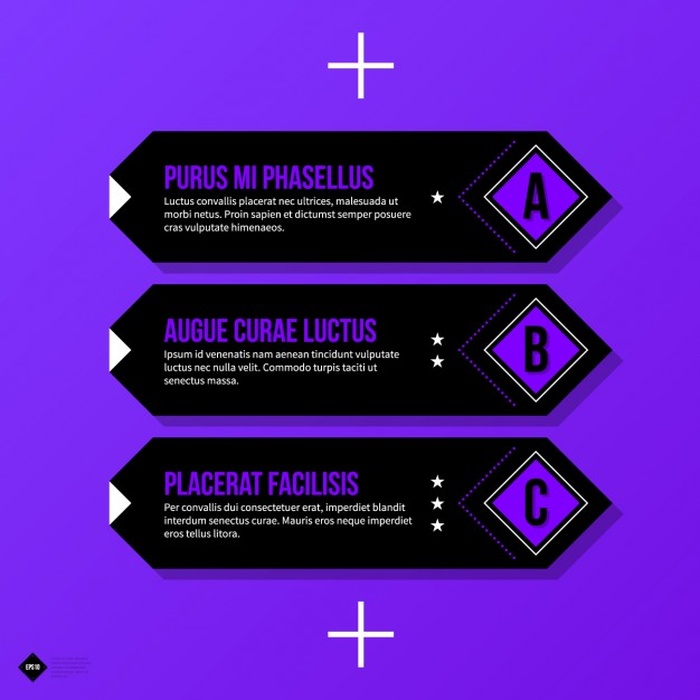 PURUS MI PHASELLUS
Luctus convallis placerat nec ultrices, malesuada ut
morbi netus. Proin sapien et dictumst semper posuere
cras vulputate himenaeos.
A
AUGUE CURAE LUCTUS
Ipsum id venenatis nam aenean tincidunt vulputate
luctus nec nulla velit. Commodo turpis taciti ut
senectus massa.
B
PLACERAT FACILISIS
Per convallis dui consectetuer erat, imperdiet blandit
interdum senectus curae. Mauris eros neque imperdiet
eros tellus litora.
C
EPS10